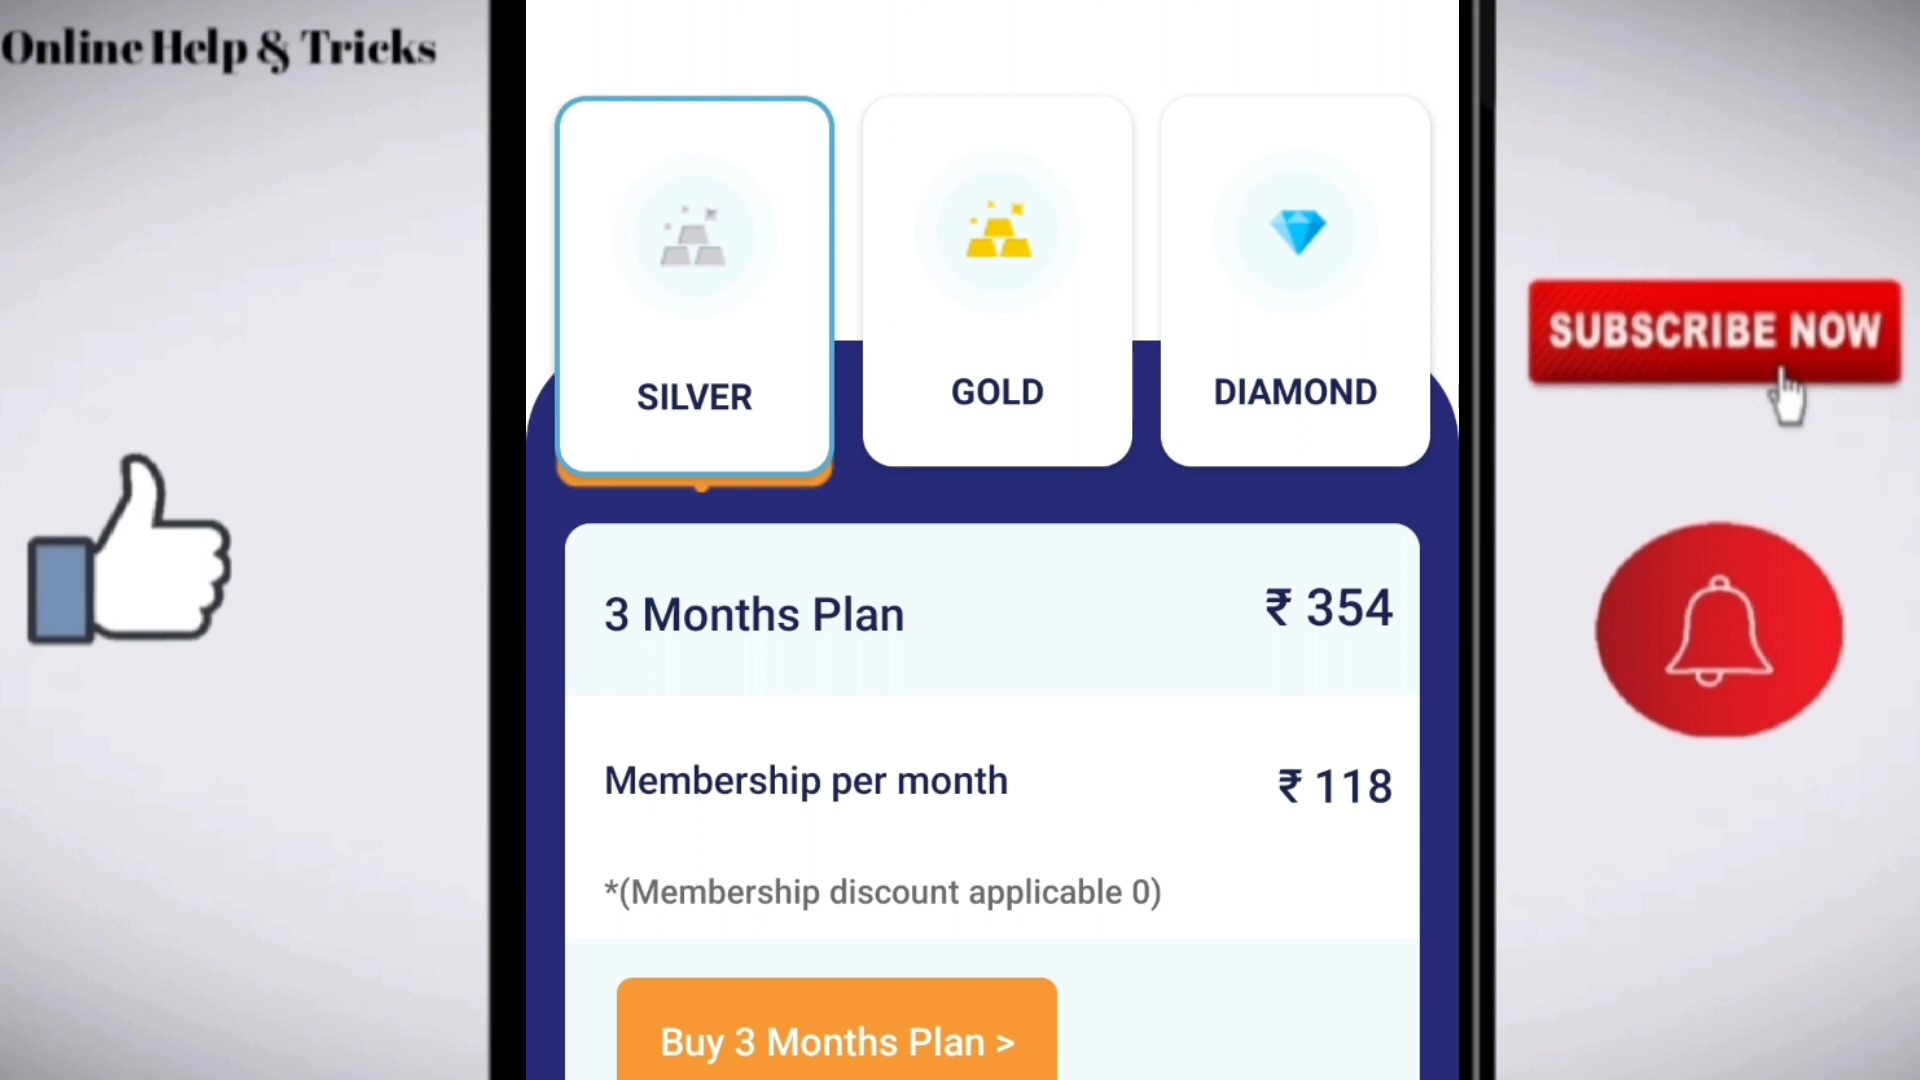 Online Help & Tricks
SILVER
GOLD
DIAMOND
SUBSCRIBE NOW
3 Months Plan
₹ 354
Membership per month
₹ 118
*(Membership discount applicable 0)
Buy 3 Months Plan >